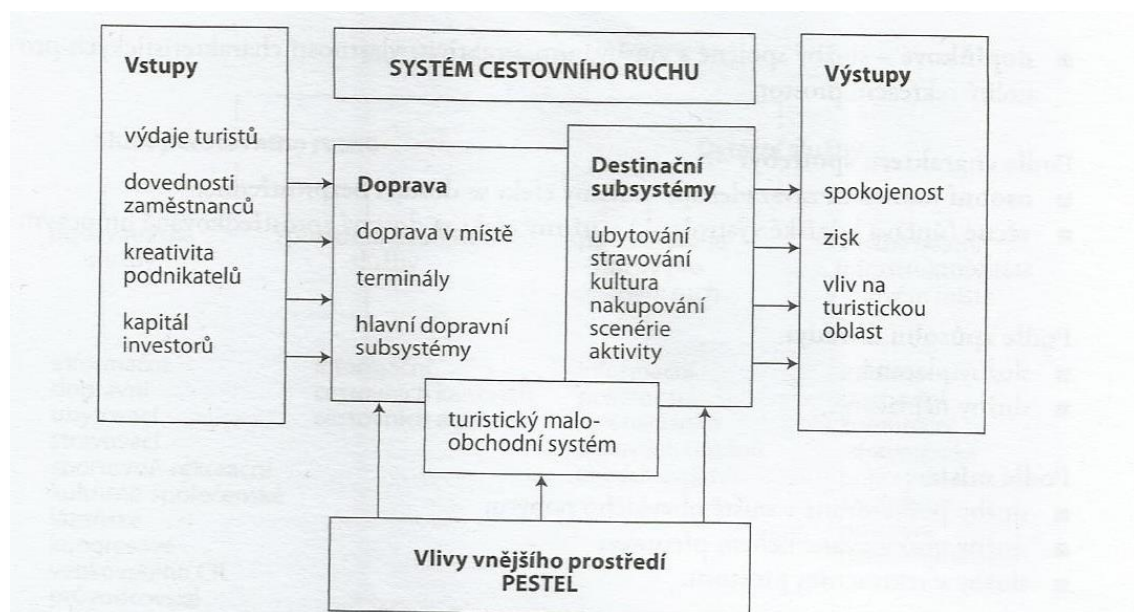 Vstupy
výdaje turistů
dovednosti
zaměstnanců
kreativita
podnikatelů
kapitál
investorů
SYSTÉM CESTOVNÍHO RUCHU
Doprava
doprava v místě
terminály
hlavní dopravní
subsystémy
Destinační
subsystémy
ubytování
stravování
kultura
nakupování
scenérie
aktivity
turistický malo-
obchodní systém
Výstupy
spokojenost
zisk
vliv na
turistickou
oblast
Vlivy vnějšího prostředí
PESTEL